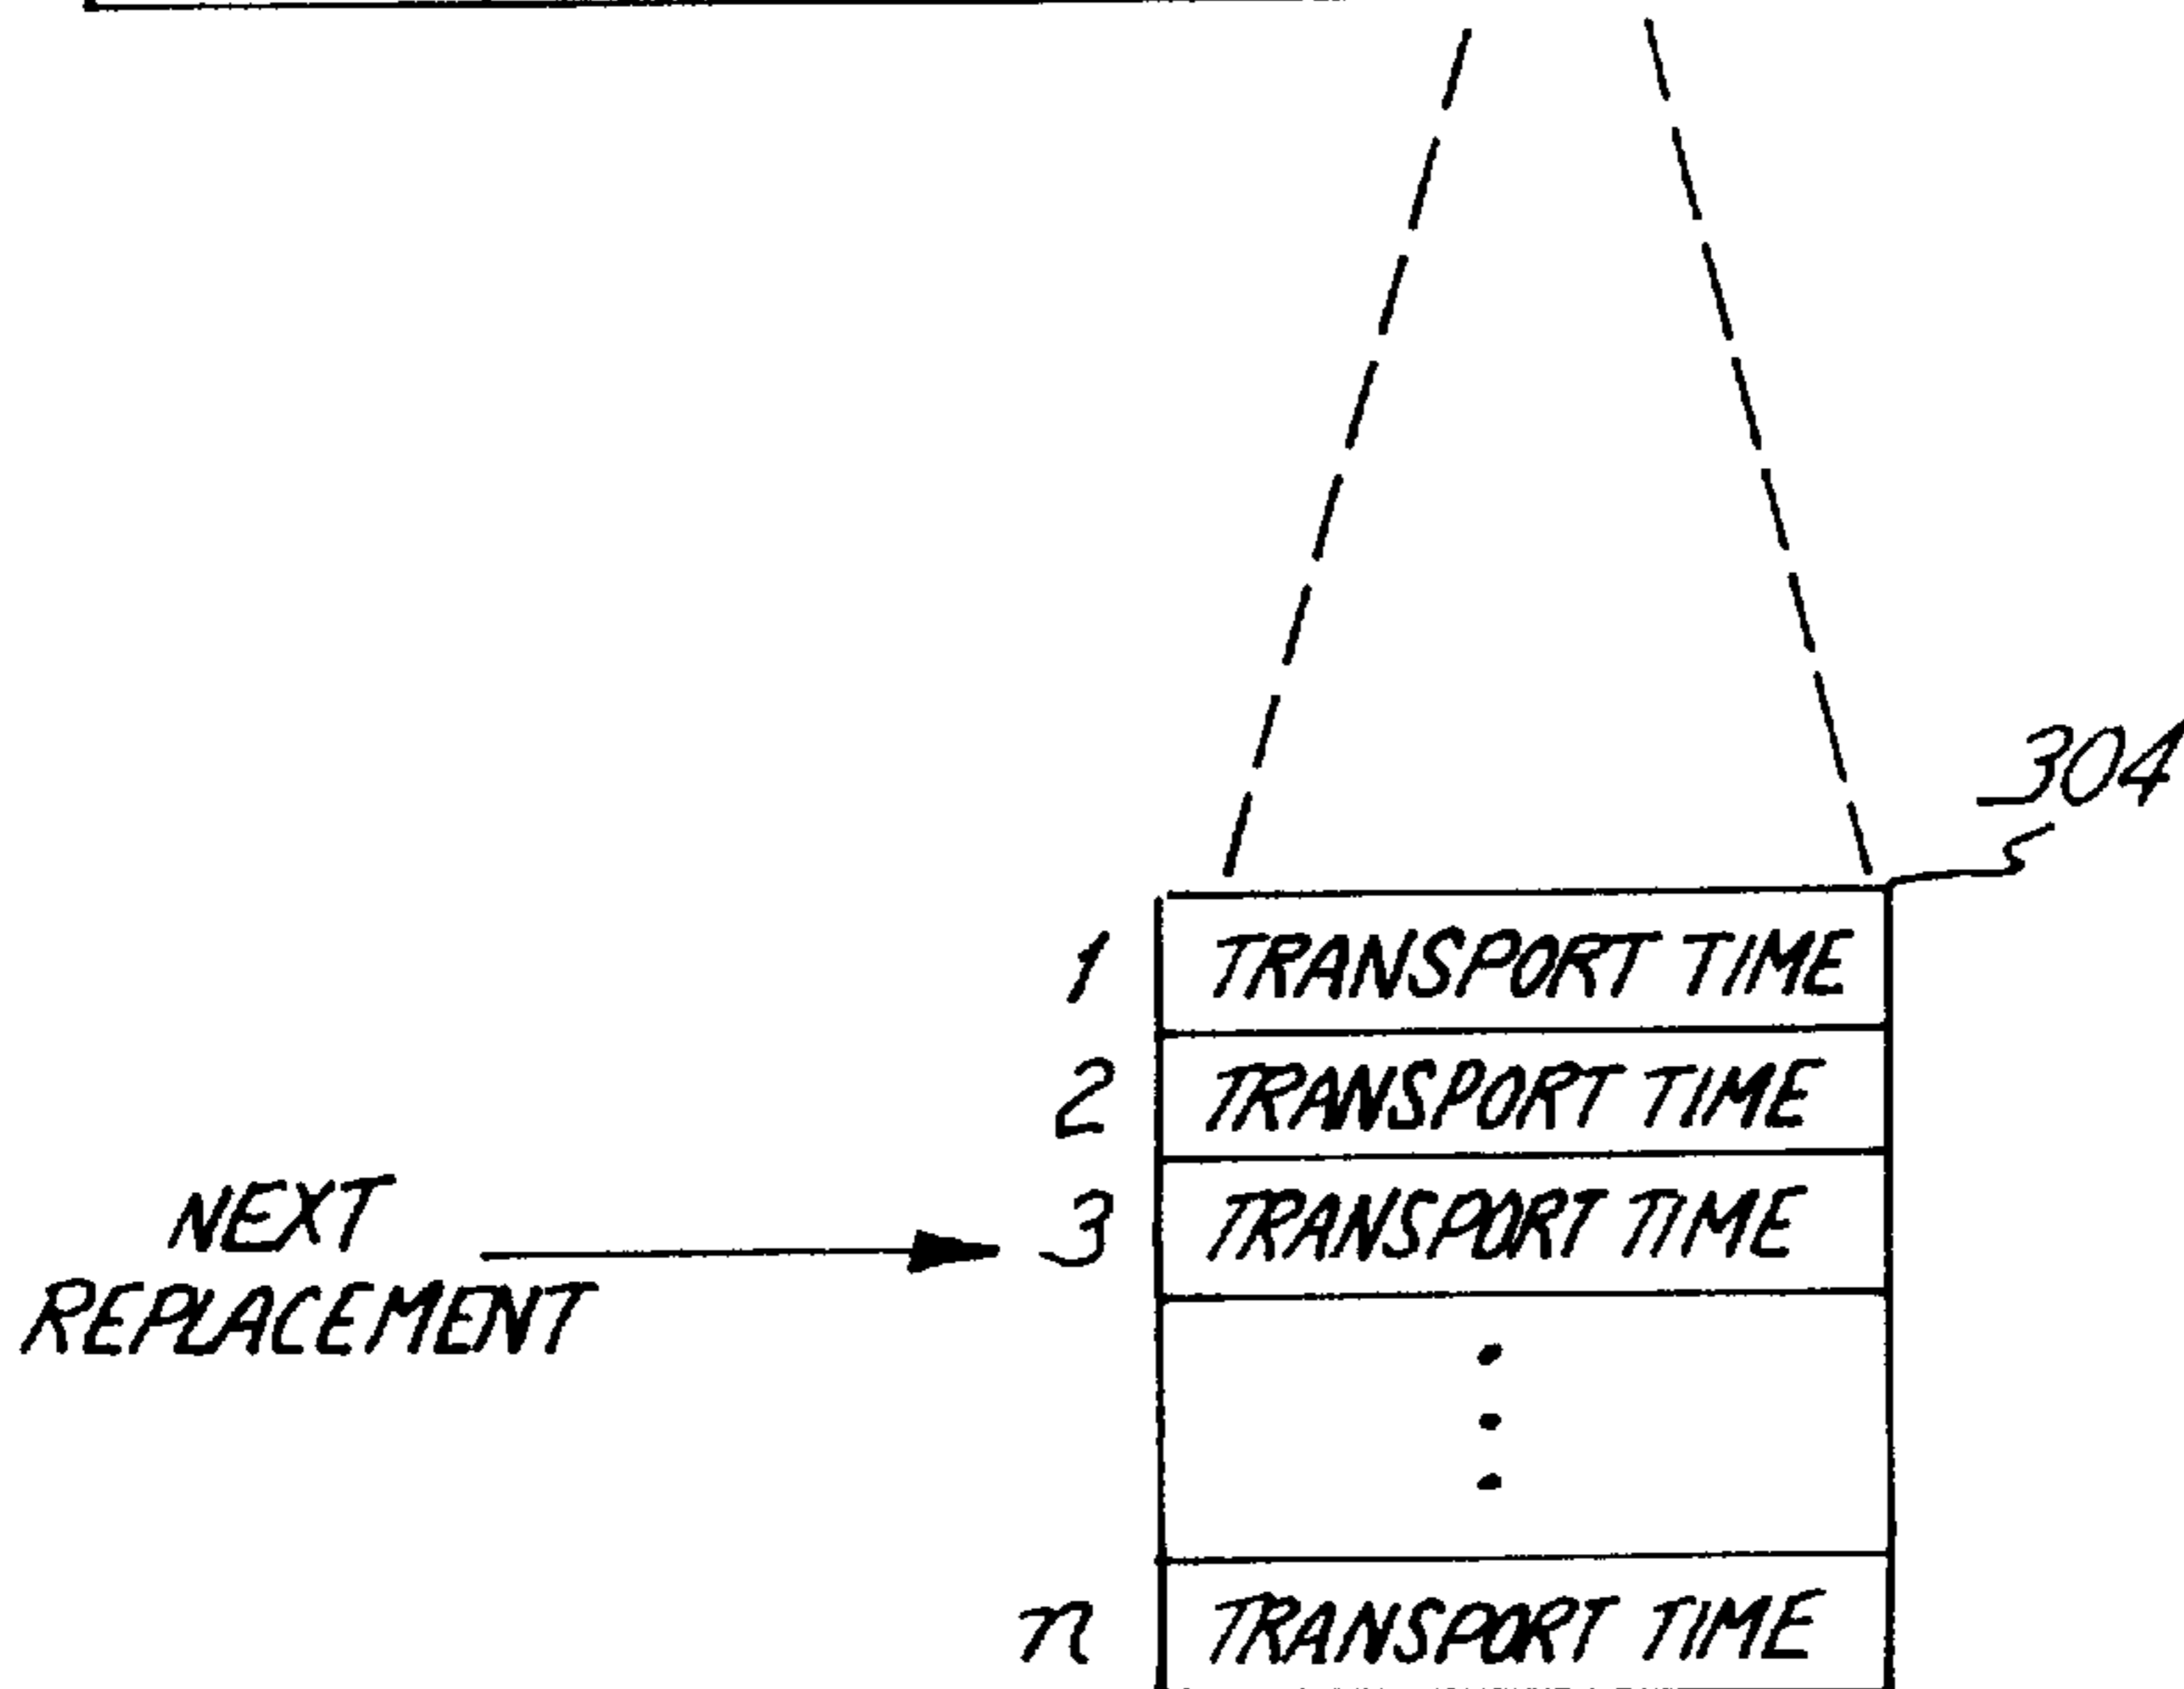 304
1 TRANSPORT TIME
2 TRANSPORT TIME
NEXT
REPLACEMENT
3 TRANSPORT TIME
n TRANSPORT TIME